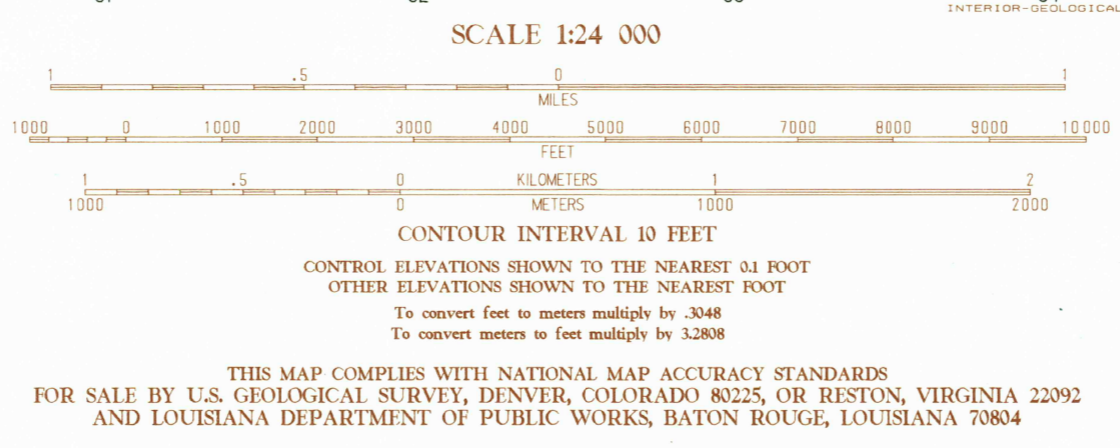 INTERIOR-GEOLOGICAL
SCALE 1:24 000
1 .5 0 1
MILES
1000 0 1000 2000 3000 4000 5000 6000 7000 8000 9000 10 000
FEET
1 .5 0 KILOMETERS 1 2
1000 0 METERS 1000 2000
CONTOUR INTERVAL 10 FEET
CONTROL ELEVATIONS SHOWN TO THE NEAREST 0.1 FOOT
OTHER ELEVATIONS SHOWN TO THE NEAREST FOOT
To convert feet to meters multiply by .3048
To convert meters to feet multiply by 3.2808
THIS MAP COMPLIES WITH NATIONAL MAP ACCURACY STANDARDS
FOR SALE BY U.S. GEOLOGICAL SURVEY, DENVER, COLORADO 80225, OR RESTON, VIRGINIA 22092
AND LOUISIANA DEPARTMENT OF PUBLIC WORKS, BATON ROUGE, LOUISIANA 70804